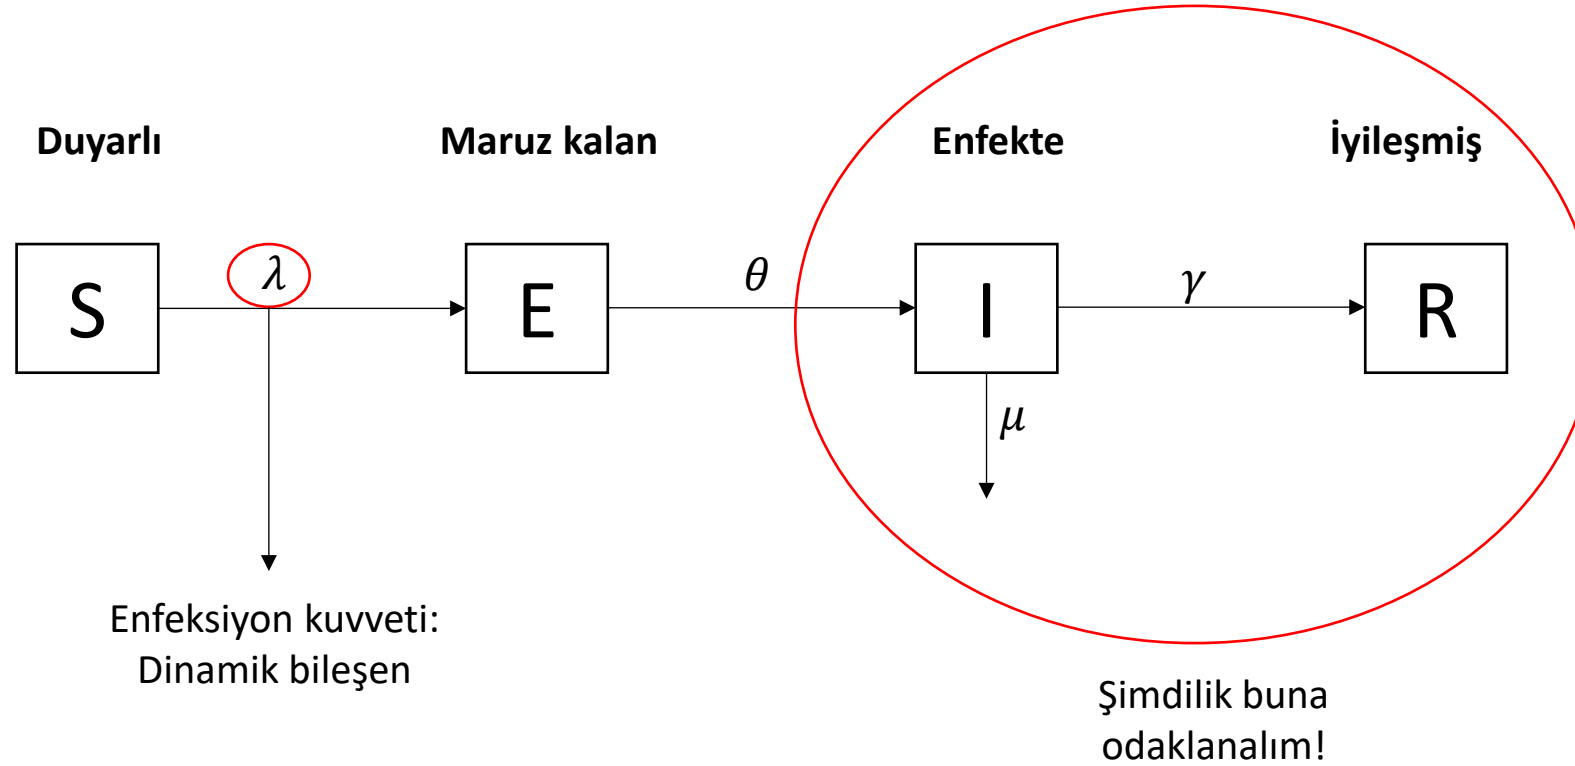 Duyarlı
Maruz kalan
Enfekte
İyileşmiş
S
λ
E
θ
I
γ
R
μ
Enfeksiyon kuvveti:
Dinamik bileşen
Şimdilik buna
odaklanalım!